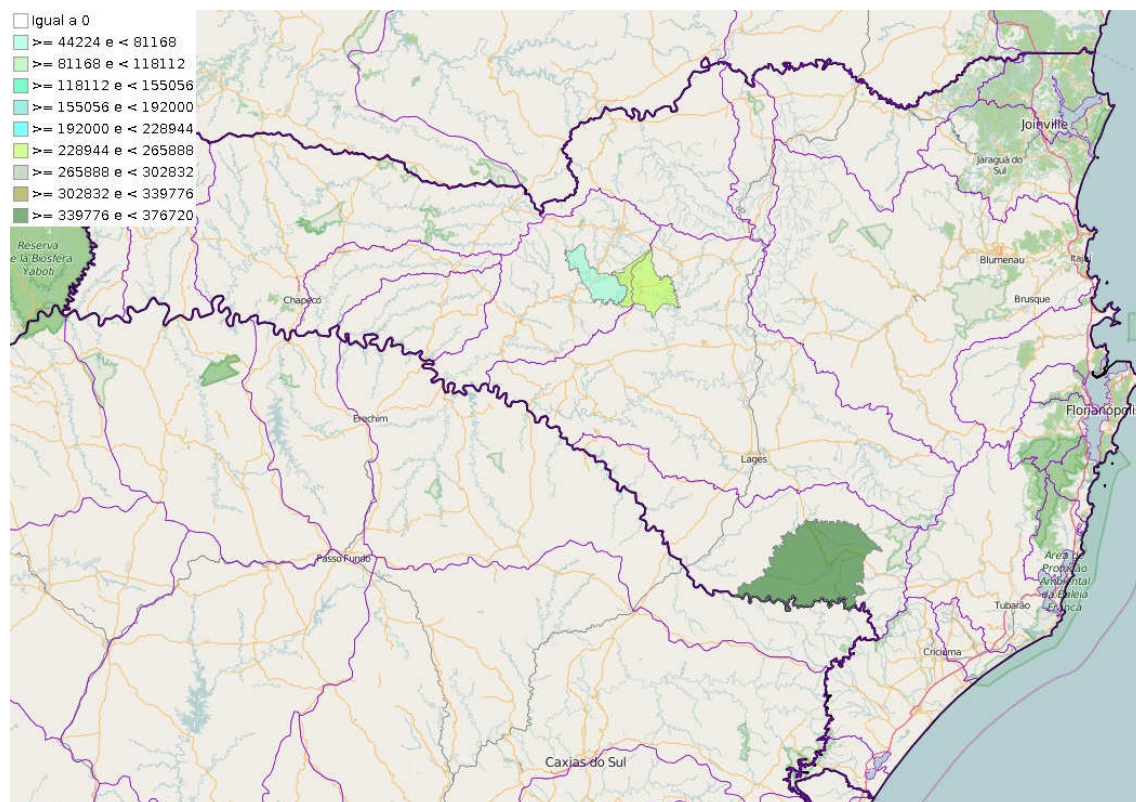 Igual a 0
>= 44224 e < 81168
>= 81168 e < 118112
>= 118112 e < 155056
>= 155056 e < 192000
>= 192000 e < 228944
>= 228944 e < 265888
>= 265888 e < 302832
>= 302832 e < 339776
>= 339776 e < 376720
Joinville
Jaraguá do
Sul
Reserva
e la Biosfera
Yabotí
Blumenau
Itajaí
Chapecó
Brusque
Florianópolis
Erechim
Lages
Passo Fundo
Área de
Proteção
Ambiental
da Baleia
Franca
Tubarão
Criciúma
Caxias do Sul